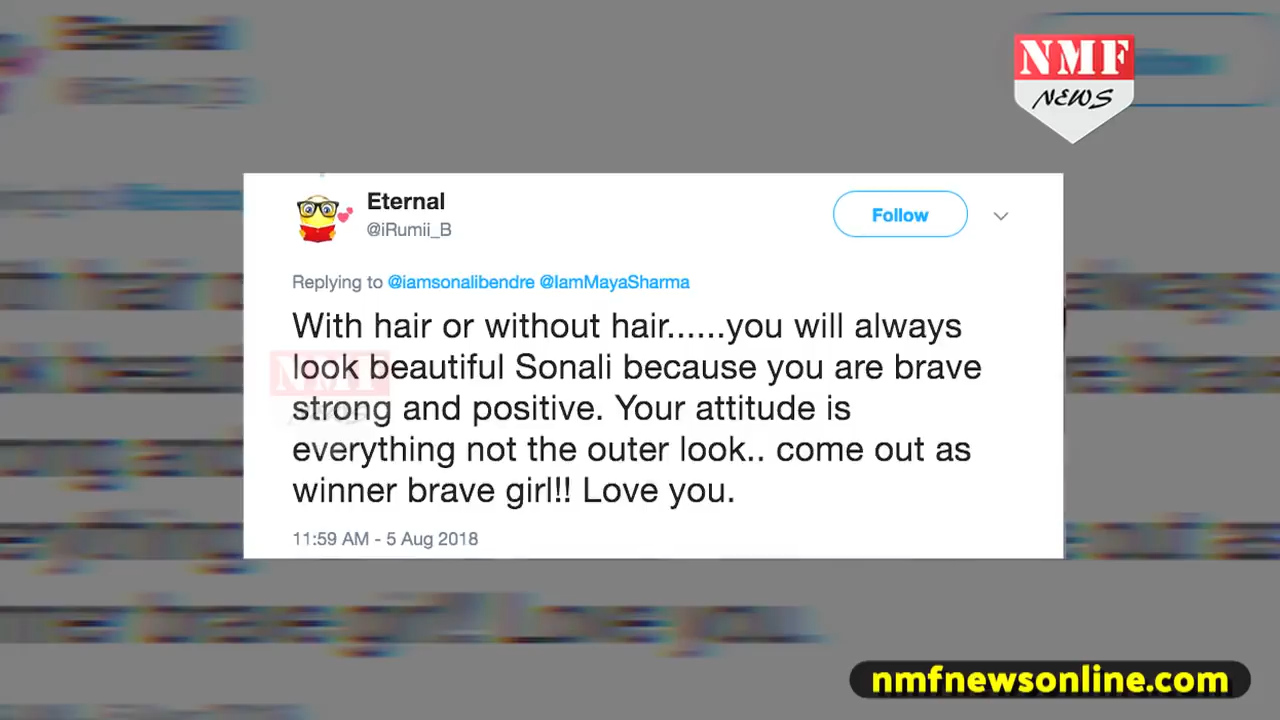 NMF
NEWS
Eternal
@iRumii_B
Follow
Replying to @iamsonalibendre @IamMayaSharma
With hair or without hair......you will always
look beautiful Sonali because you are brave
strong and positive. Your attitude is
everything not the outer look.. come out as
winner brave girl!! Love you.
11:59 AM - 5 Aug 2018
NMF
NEWS
nmfnewsonline.com